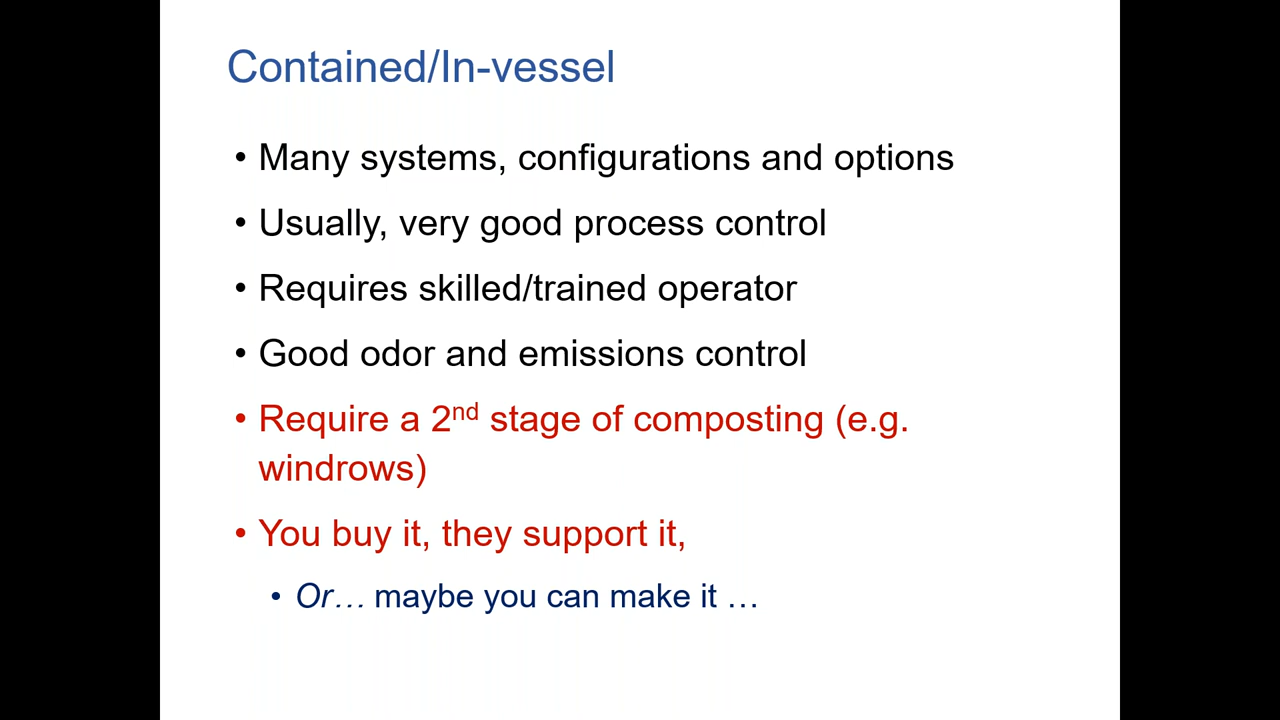 Contained/In-vessel
• Many systems, configurations and options
• Usually, very good process control
• Requires skilled/trained operator
• Good odor and emissions control
• Require a 2nd stage of composting (e.g.
windrows)
• You buy it, they support it,
• Or… maybe you can make it …